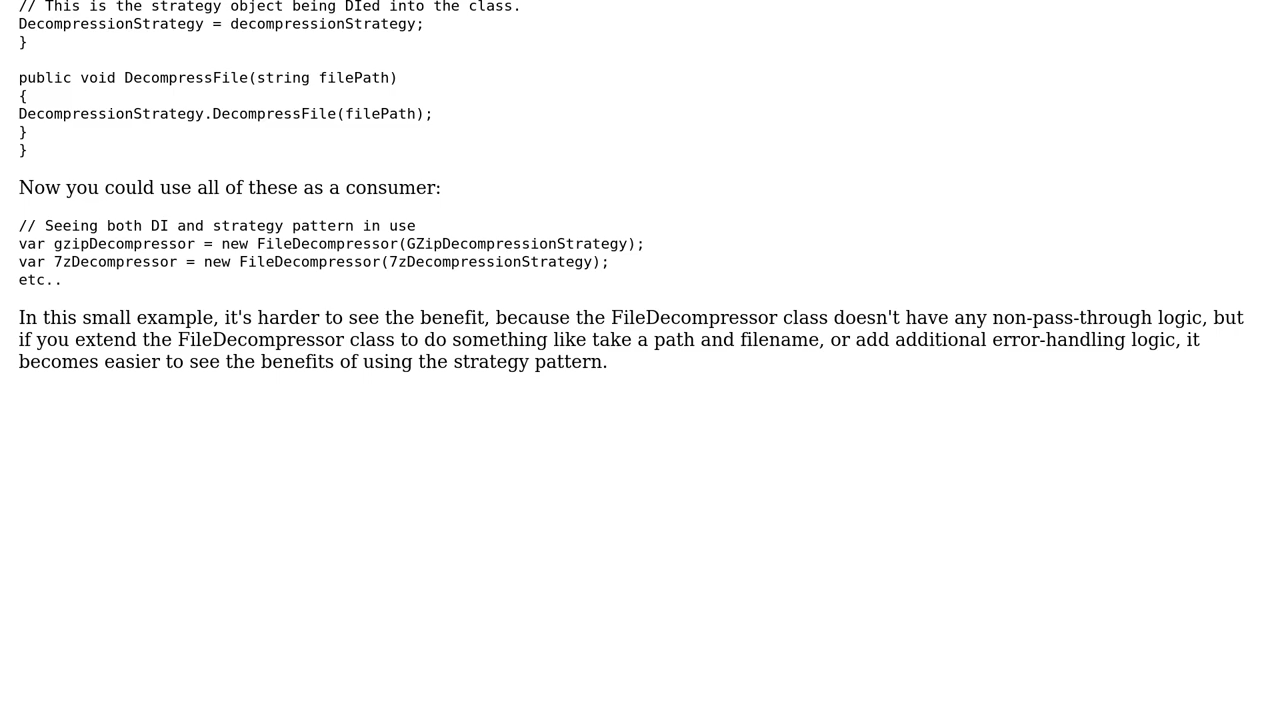 // This is the strategy object being DIed into the class.
DecompressionStrategy = decompressionStrategy;
}
public void DecompressFile(string filePath)
{
DecompressionStrategy.DecompressFile(filePath);
}
}
Now you could use all of these as a consumer:
// Seeing both DI and strategy pattern in use
var gzipDecompressor = new FileDecompressor(GZipDecompressionStrategy);
var 7zDecompressor = new FileDecompressor(7zDecompressionStrategy);
etc..
In this small example, it's harder to see the benefit, because the FileDecompressor class doesn't have any non-pass-through logic, but
if you extend the FileDecompressor class to do something like take a path and filename, or add additional error-handling logic, it
becomes easier to see the benefits of using the strategy pattern.